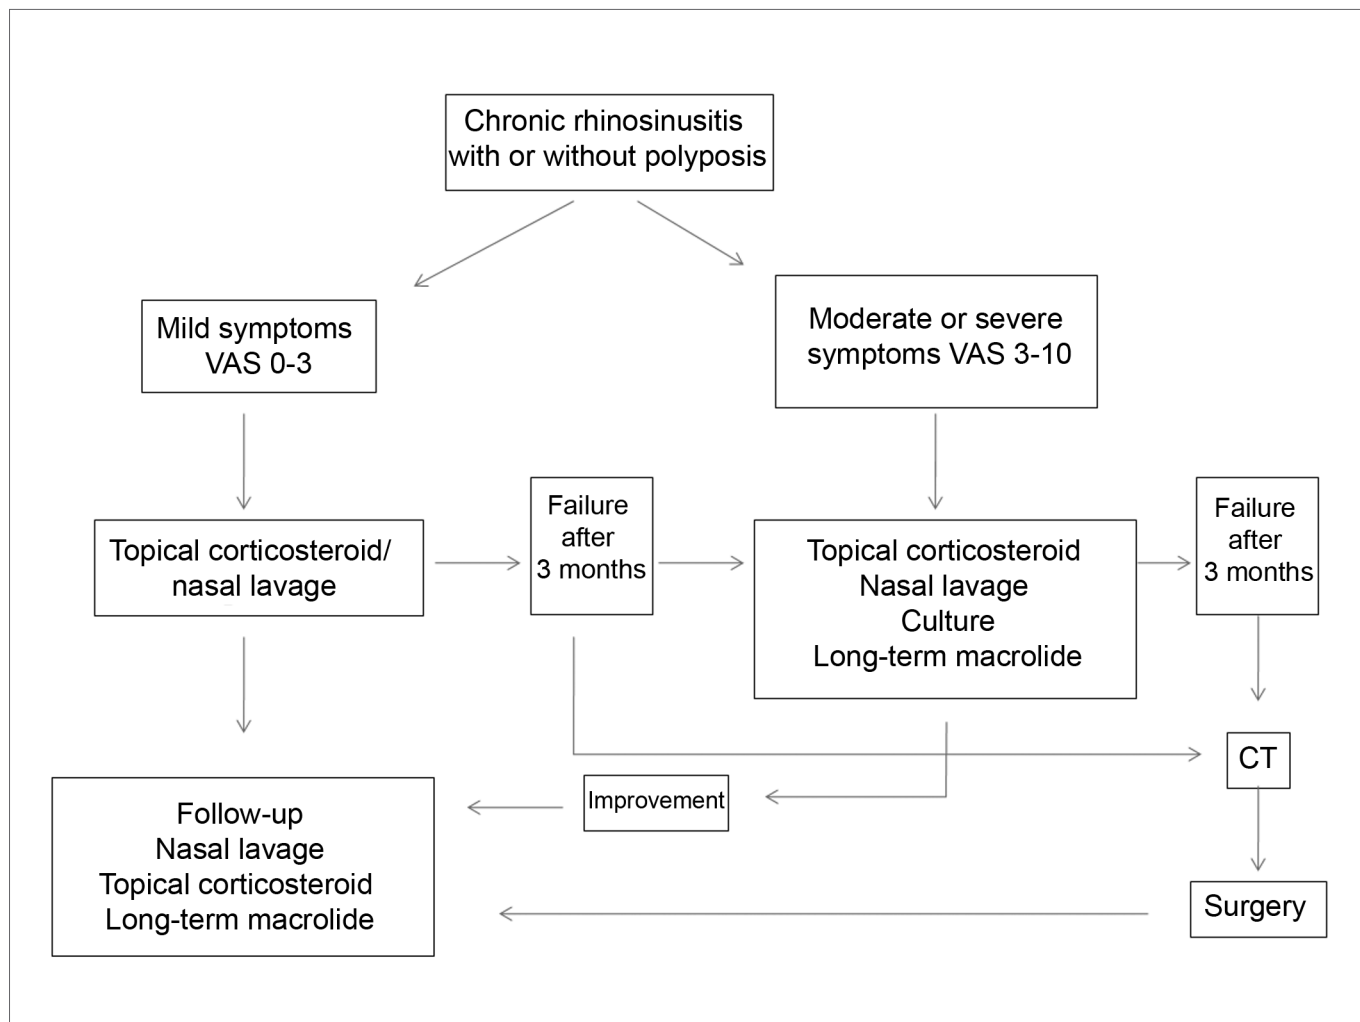 Chronic rhinosinusitis
with or without polyposis
Mild symptoms
VAS 0-3
Moderate or severe
symptoms VAS 3-10
Topical corticosteroid/
nasal lavage
Failure
after
3 months
Topical corticosteroid
Nasal lavage
Culture
Long-term macrolide
Failure
after
3 months
CT
Improvement
Follow-up
Nasal lavage
Topical corticosteroid
Long-term macrolide
Surgery